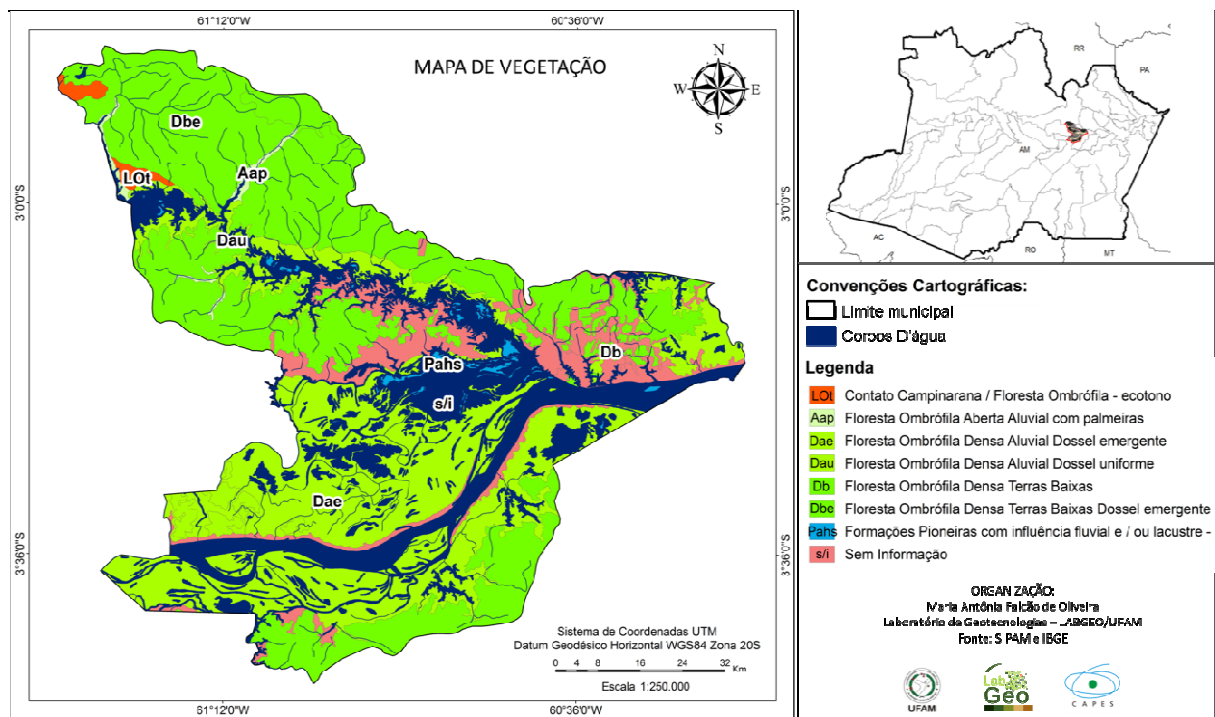 61°12'0"W
60°36'0"W
MAPA DE VEGETAÇÃO
N
W E
S
Dbe
LOt
Aap
Dau
3°0'0"S
3°0'0"S
Db
Pahs
s/i
Dae
3°36'0"S
3°36'0"S
Sistema de Coordenadas UTM
Datum Geodésico Horizontal WGS84 Zona 20S
0 4 8 16 24 32
Km
Escala 1:250.000
61°12'0"W
60°36'0"W
RR
PA
AM
AC
RO
MT
Convenções Cartográficas:
Limite municipal
Corpos D'água
Legenda
LOt Contato Campinarana / Floresta Ombrófila - ecotono
Aap Floresta Ombrófila Aberta Aluvial com palmeiras
Dae Floresta Ombrófila Densa Aluvial Dossel emergente
Dau Floresta Ombrófila Densa Aluvial Dossel uniforme
Db Floresta Ombrófila Densa Terras Baixas
Dbe Floresta Ombrófila Densa Terras Baixas Dossel emergente
Pahs Formações Pioneiras com influência fluvial e / ou lacustre -
s/i Sem Informação
ORGANIZAÇÃO:
Maria Antônia Falcão de Oliveira
Laboratório de Geotecnologias – LABGEO/UFAM
Fonte: SIPAM e IBGE
UFAM
Lab
Geo
CAPES